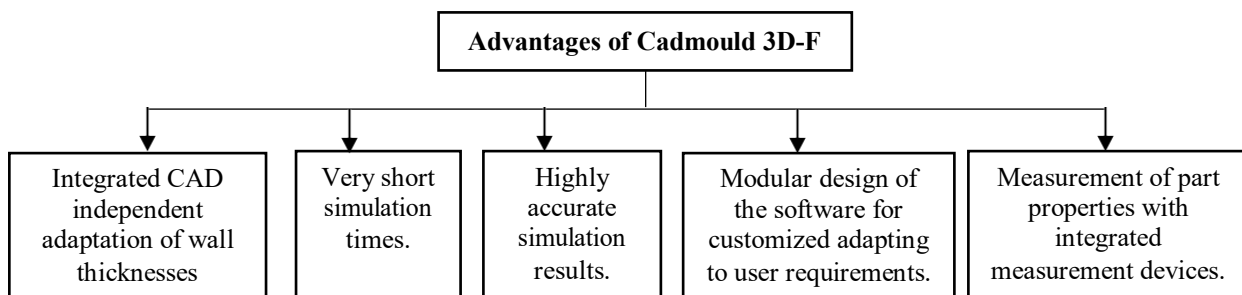 Advantages of Cadmould 3D-F
Integrated CAD
independent
adaptation of wall
thicknesses
Very short
simulation
times.
Highly
accurate
simulation
results.
Modular design of
the software for
customized adapting
to user requirements.
Measurement of part
properties with
integrated
measurement devices.